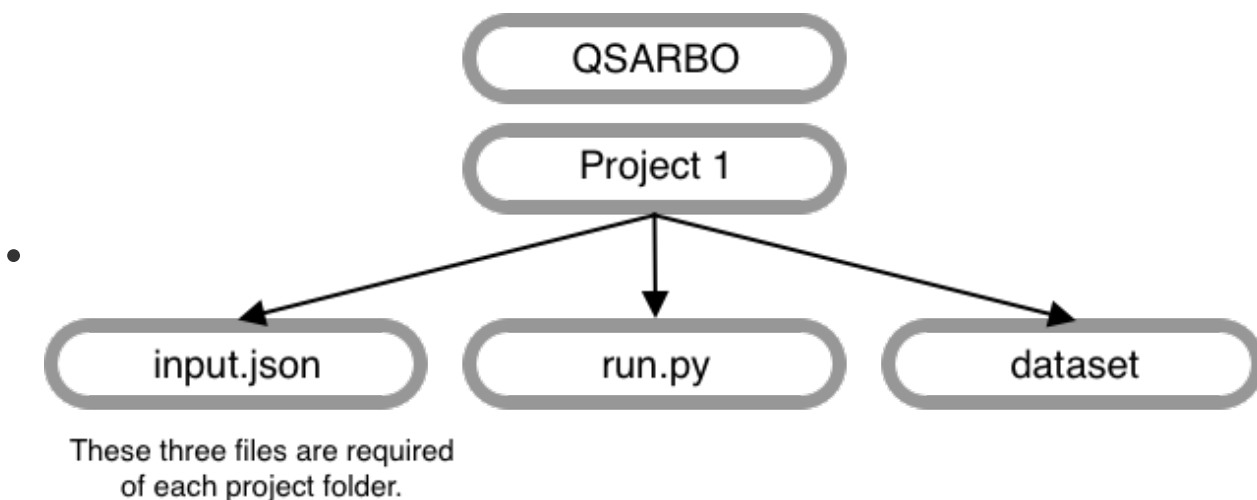 QSARBO
Project 1
input.json
run.py
dataset
These three files are required
of each project folder.